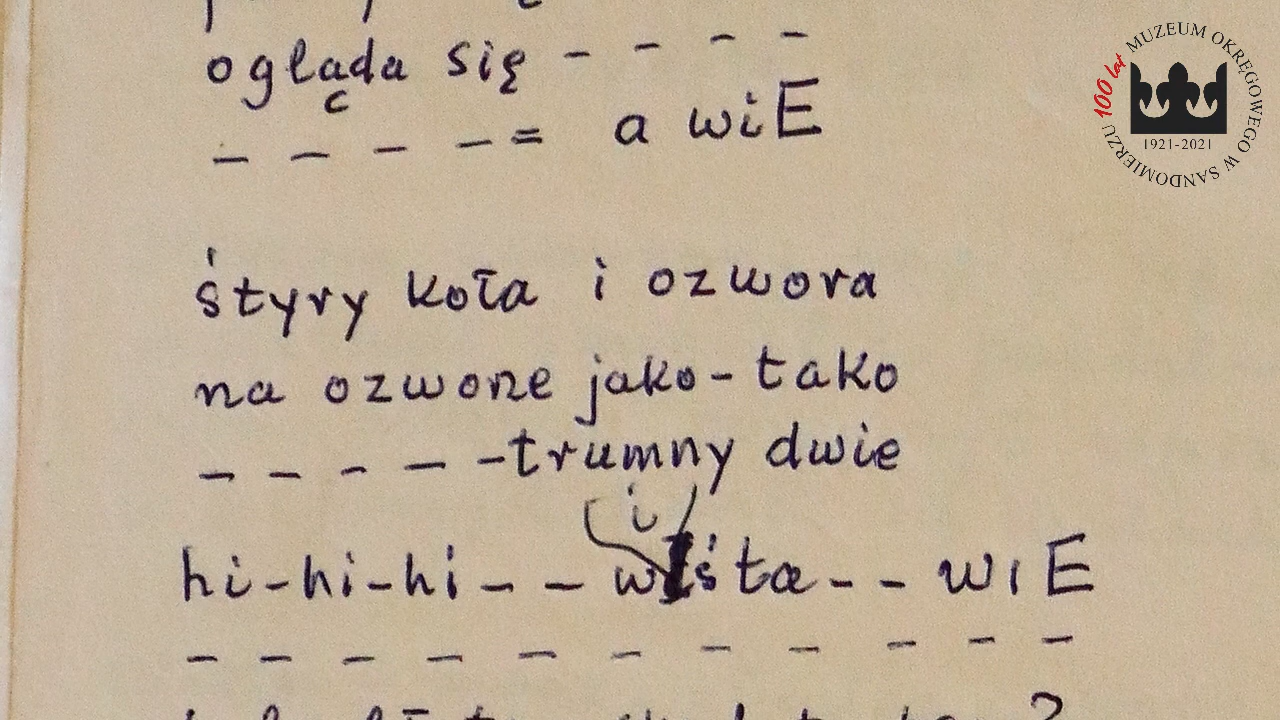 ogląda się - - - -
- - - - = a wiE
śtyry koła i ozwora
na ozwone jako-tako
- - - - -trumny dwie
i
hi-hi-hi - - wiśta - - wiE
- - - - - - - - - - -
100 lat MUZEUM OKRĘGOWEGO W SANDOMIERZU
1921-2021